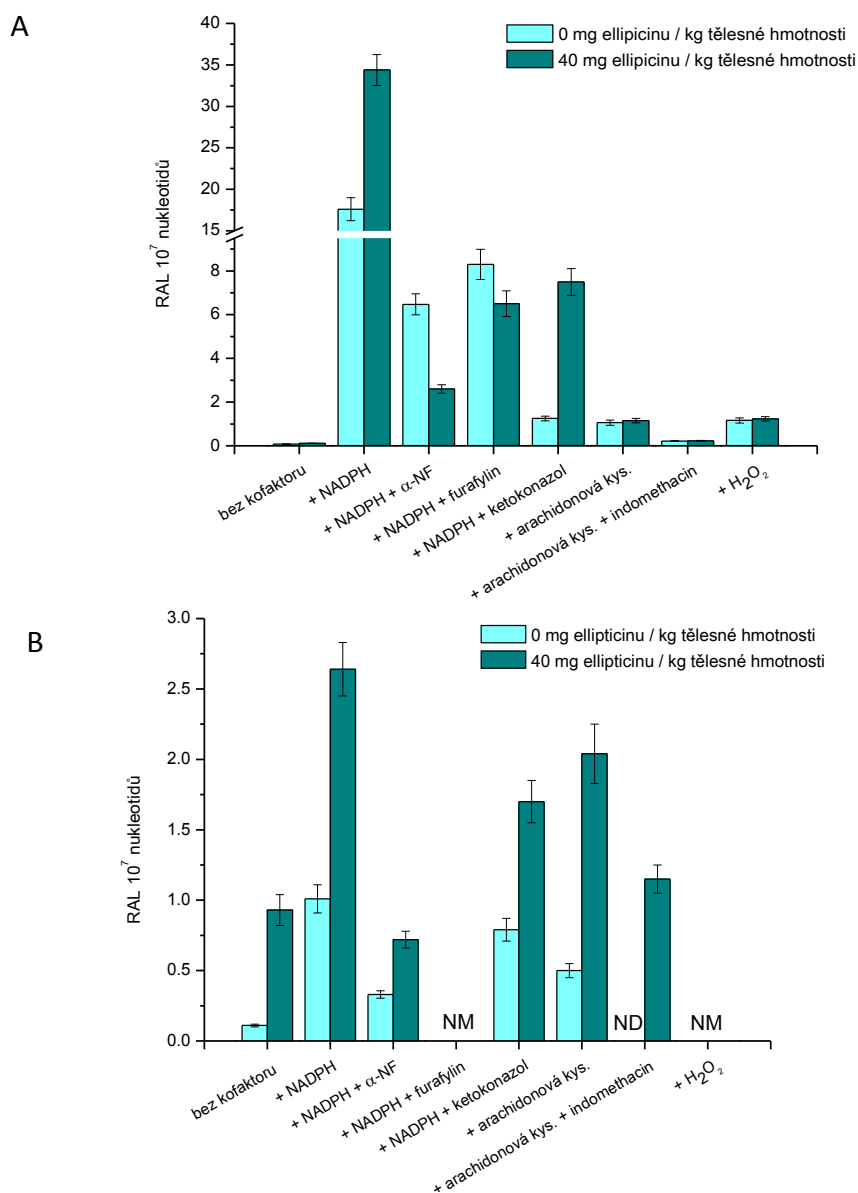 A
0 mg ellipicinu / kg tělesné hmotnosti
40 mg ellipicinu / kg tělesné hmotnosti
40
35
30
25
20
15
8
6
4
2
0
RAL 10⁷ nukleotidů
bez kofaktoru
+ NADPH
+ NADPH + α-NF
+ NADPH + furafylin
+ NADPH + ketokonazol
+ arachidonová kys.
+ arachidonová kys. + indomethacin
+ H₂O₂
B
0 mg ellipticinu / kg tělesné hmotnosti
40 mg ellipticinu / kg tělesné hmotnosti
3.0
2.5
2.0
1.5
1.0
0.5
0.0
RAL 10⁷ nukleotidů
NM
ND
NM
bez kofaktoru
+ NADPH
+ NADPH + α-NF
+ NADPH + furafylin
+ NADPH + ketokonazol
+ arachidonová kys.
+ arachidonová kys. + indomethacin
+ H₂O₂